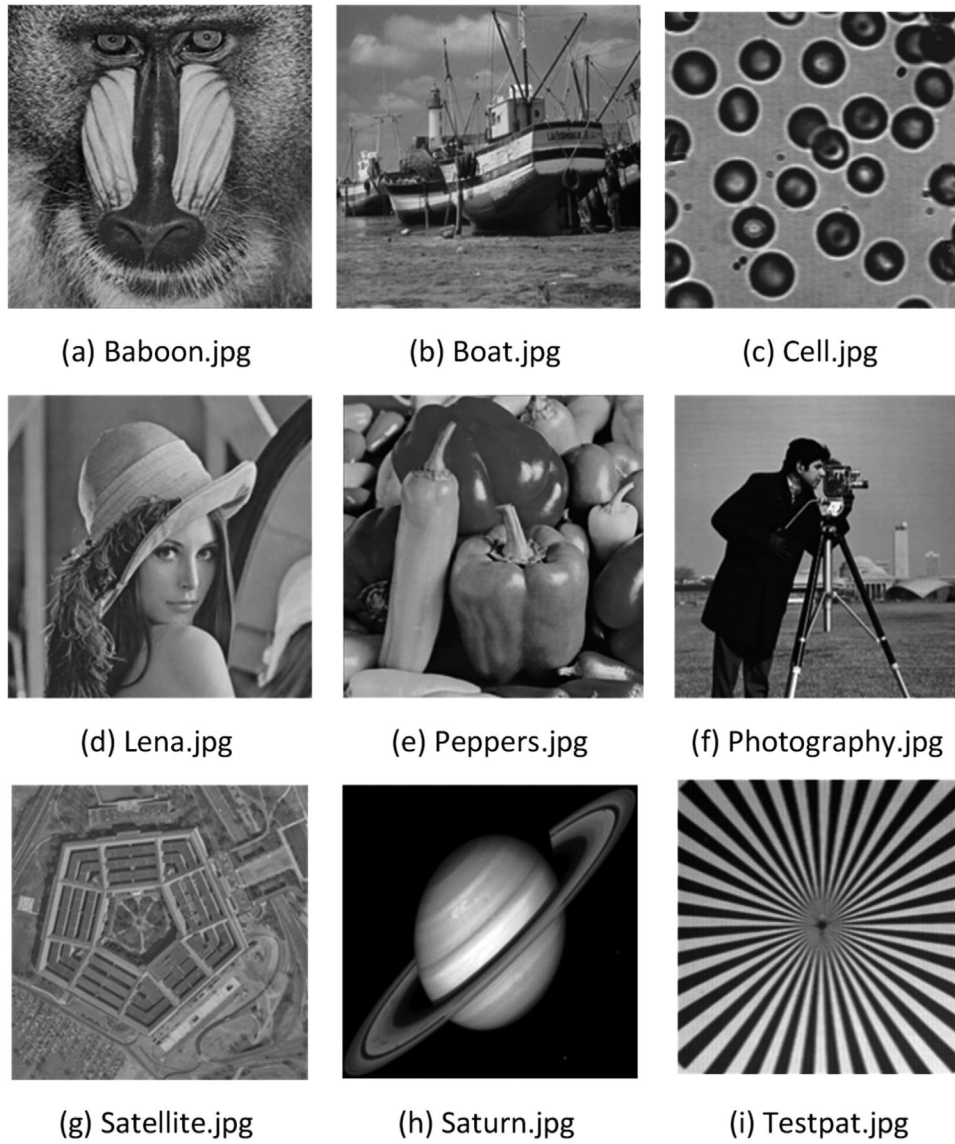 (a) Baboon.jpg
(b) Boat.jpg
(c) Cell.jpg
(d) Lena.jpg
(e) Peppers.jpg
(f) Photography.jpg
(g) Satellite.jpg
(h) Saturn.jpg
(i) Testpat.jpg